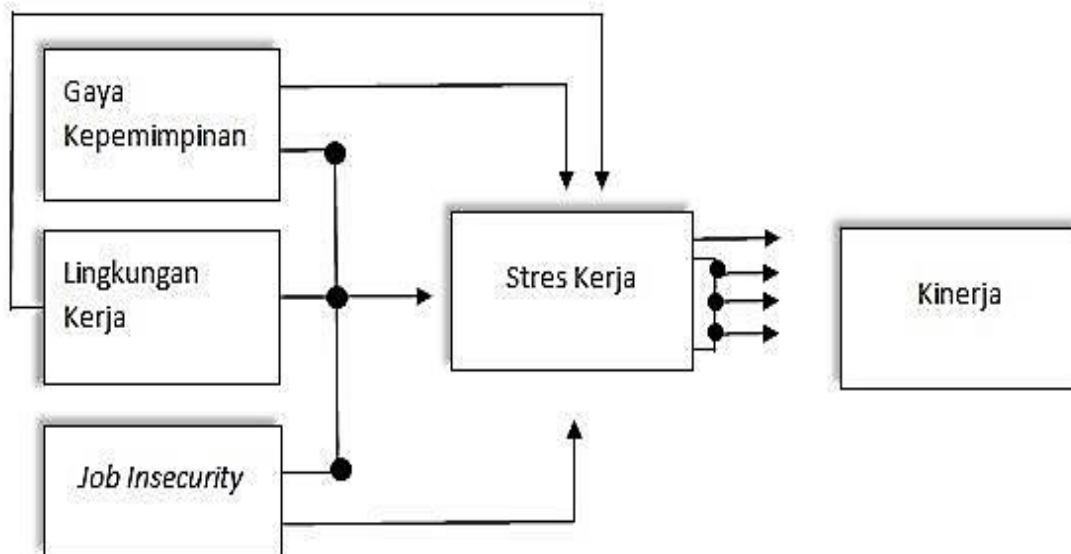 Gaya
Kepemimpinan
Lingkungan
Kerja
Job Insecurity
Stres Kerja
Kinerja